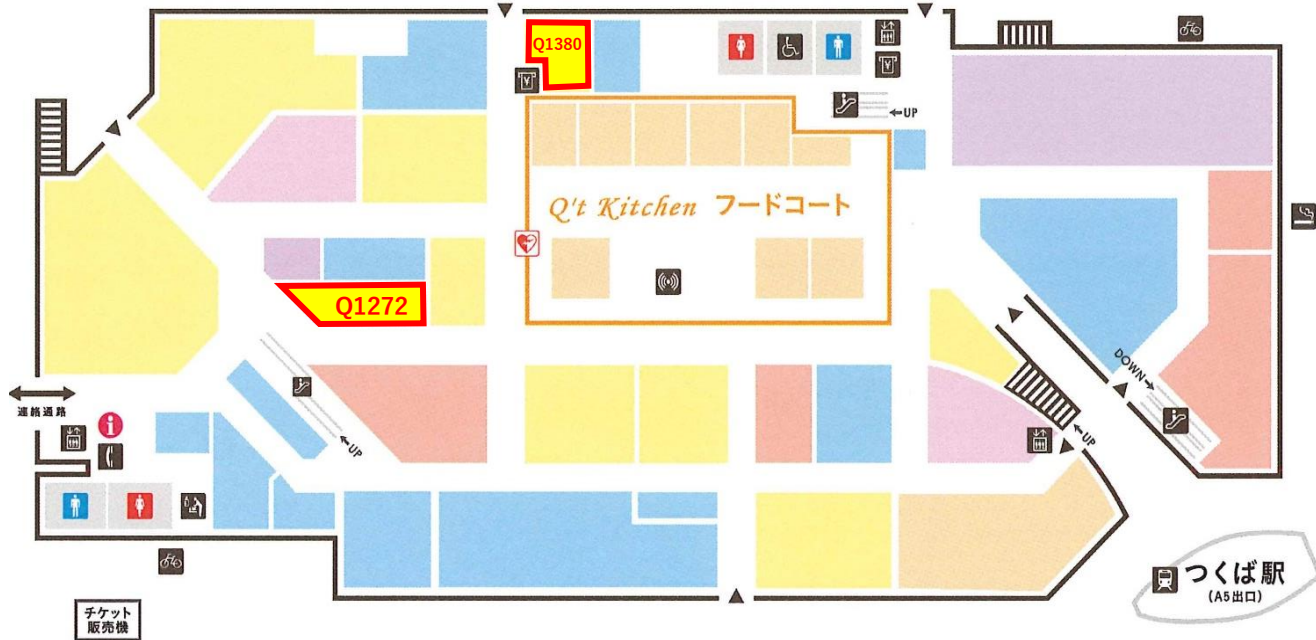 Q1380
¥
¥
←UP
Q't Kitchen フードコート
Q1272
DOWN→
連絡通路
i
←UP
←UP
つくば駅
(A5出口)
チケット
販売機